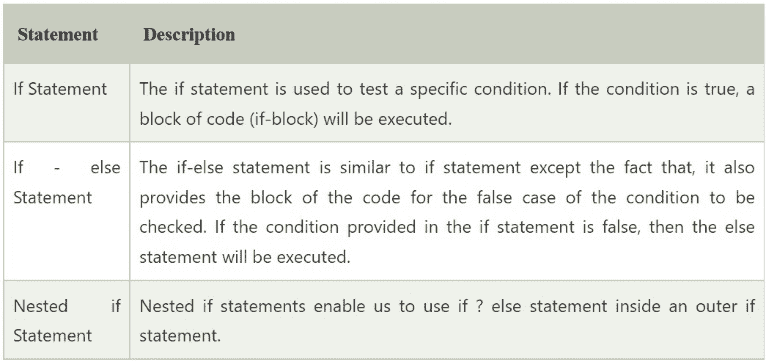 Statement Description
If Statement The if statement is used to test a specific condition. If the condition is true, a
block of code (if-block) will be executed.
If - else The if-else statement is similar to if statement except the fact that, it also
Statement provides the block of the code for the false case of the condition to be
checked. If the condition provided in the if statement is false, then the else
statement will be executed.
Nested if Nested if statements enable us to use if ? else statement inside an outer if
Statement statement.